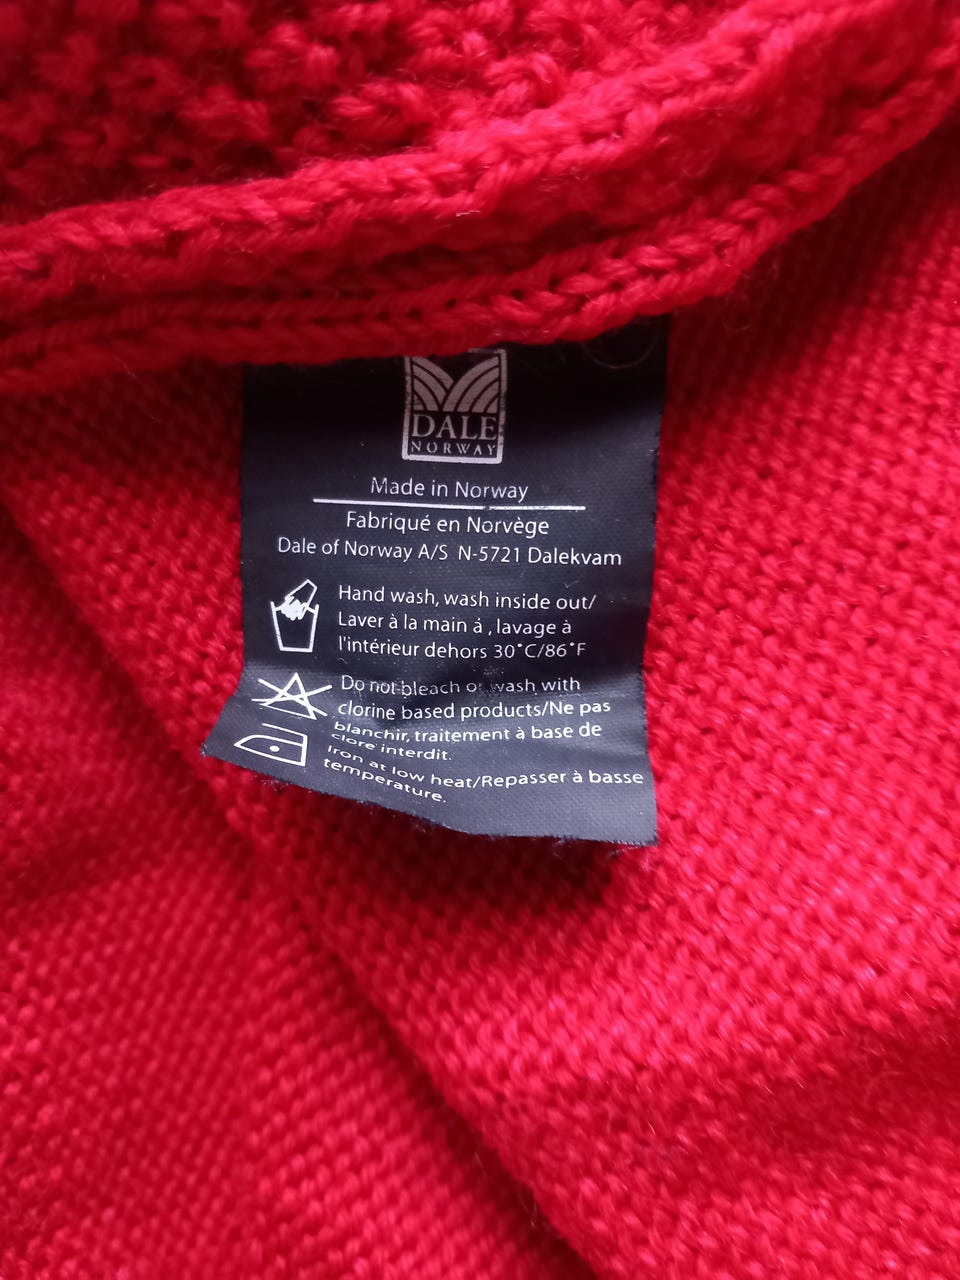 DALE
NORWAY
Made in Norway
Fabriqué en Norvège
Dale of Norway A/S N-5721 Dalekvam
Hand wash, wash inside out/
Laver à la main á , lavage à
l'intérieur dehors 30°C/86°F
Do not bleach or wash with
clorine based products/Ne pas
blanchir, traitement à base de
clore interdit.
Iron at low heat/Repasser à basse
temperature.